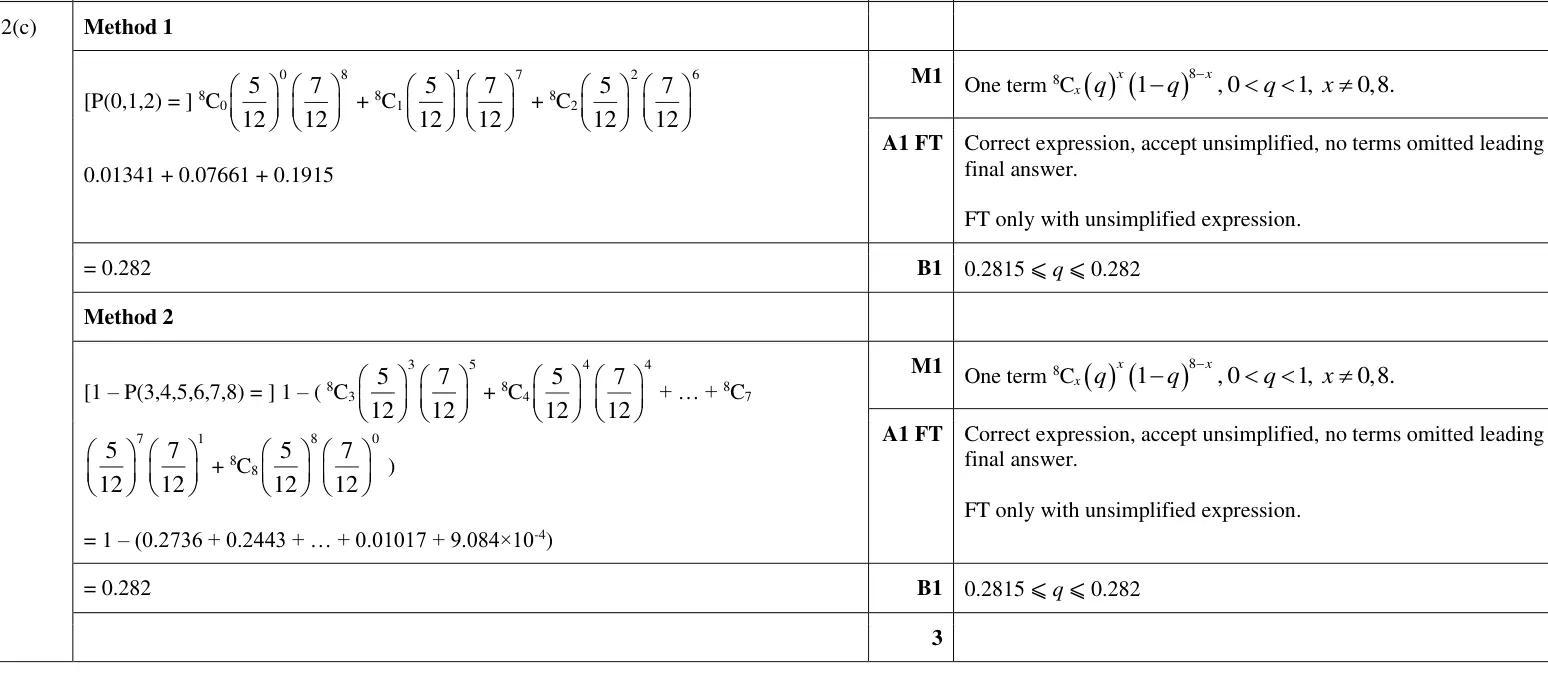 2(c) Method 1
[P(0,1,2) = ] ⁸C₀(5/12)⁰(7/12)⁸ + ⁸C₁(5/12)¹(7/12)⁷ + ⁸C₂(5/12)²(7/12)⁶
M1 One term ⁸Cₓ(q)ˣ(1−q)⁸⁻ˣ, 0 < q < 1, x ≠ 0,8.
0.01341 + 0.07661 + 0.1915
A1 FT Correct expression, accept unsimplified, no terms omitted leading
final answer.
FT only with unsimplified expression.
= 0.282 B1 0.2815 ⩽ q ⩽ 0.282
Method 2
[1 – P(3,4,5,6,7,8) = ] 1 – ( ⁸C₃(5/12)³(7/12)⁵ + ⁸C₄(5/12)⁴(7/12)⁴ + … + ⁸C₇
(5/12)⁷(7/12)¹ + ⁸C₈(5/12)⁸(7/12)⁰ )
= 1 – (0.2736 + 0.2443 + … + 0.01017 + 9.084×10⁻⁴)
M1 One term ⁸Cₓ(q)ˣ(1−q)⁸⁻ˣ, 0 < q < 1, x ≠ 0,8.
A1 FT Correct expression, accept unsimplified, no terms omitted leading
final answer.
FT only with unsimplified expression.
= 0.282 B1 0.2815 ⩽ q ⩽ 0.282
3